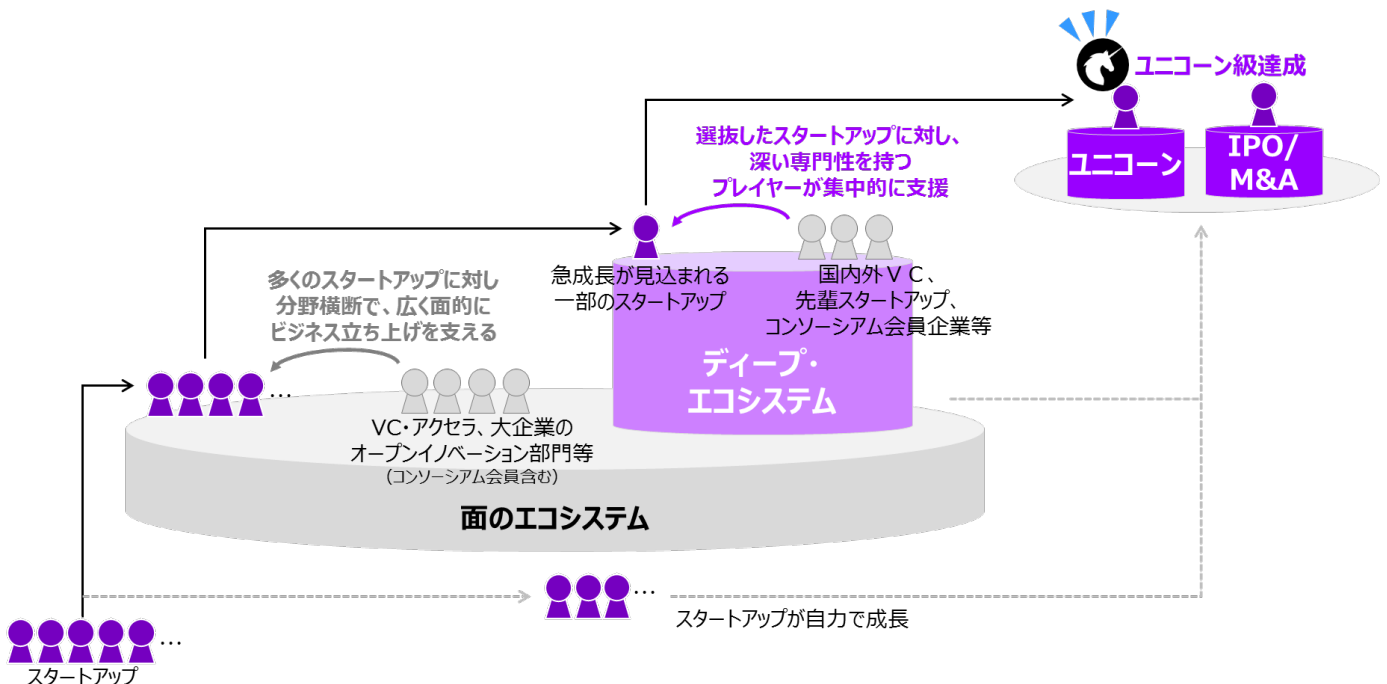 ユニコーン級達成
ユニコーン
IPO/
M&A
選抜したスタートアップに対し、
深い専門性を持つ
プレイヤーが集中的に支援
急成長が見込まれる
一部のスタートアップ
国内外ＶＣ、
先輩スタートアップ、
コンソーシアム会員企業等
ディープ・
エコシステム
多くのスタートアップに対し
分野横断で、広く面的に
ビジネス立ち上げを支える
…
VC・アクセラ、大企業の
オープンイノベーション部門等
(コンソーシアム会員含む)
面のエコシステム
…
スタートアップが自力で成長
…
スタートアップ